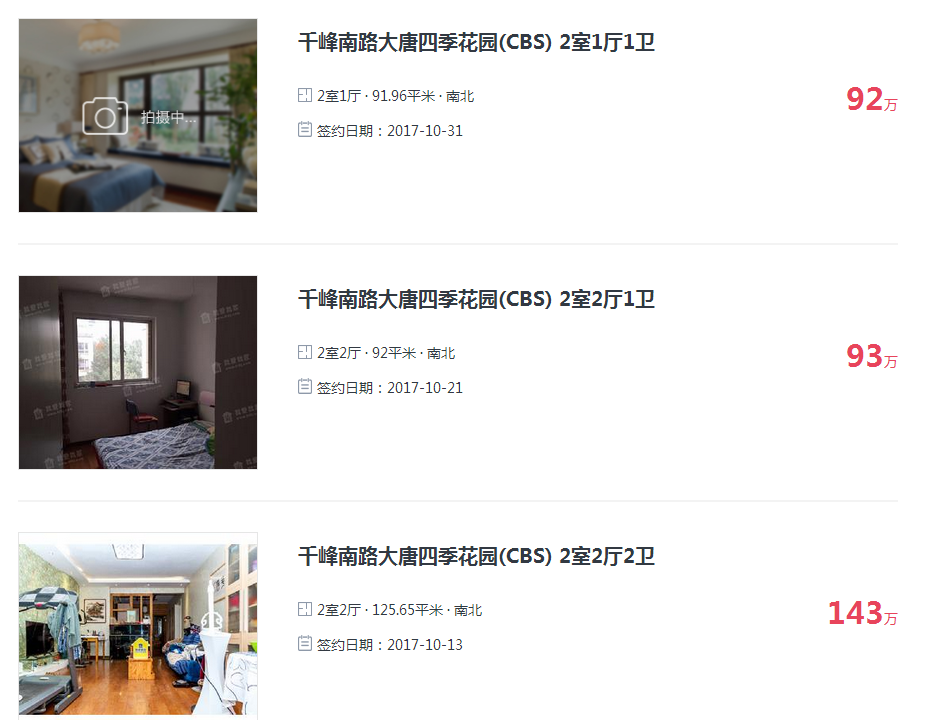 千峰南路大唐四季花园(CBS) 2室1厅1卫
拍摄中...
2室1厅 · 91.96平米 · 南北
92万
签约日期：2017-10-31
千峰南路大唐四季花园(CBS) 2室2厅1卫
2室2厅 · 92平米 · 南北
93万
签约日期：2017-10-21
千峰南路大唐四季花园(CBS) 2室2厅2卫
2室2厅 · 125.65平米 · 南北
143万
签约日期：2017-10-13